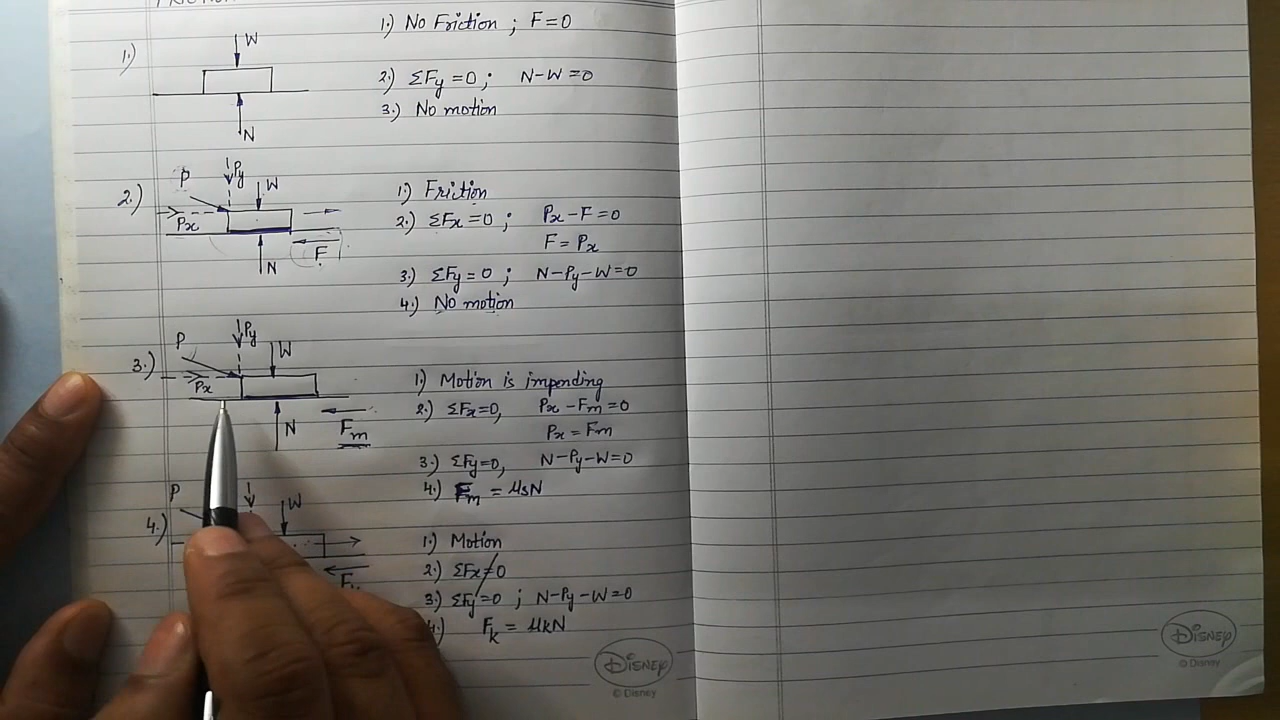 FRICTION
1.)
W
N
1.) No Friction ; F=0
2.) ΣFy =0 ; N-W=0
3.) No motion
2.)
P
Py
W
Px
F
N
1.) Friction
2.) ΣFx=0 ; Px-F=0
F=Px
3.) ΣFy=0 ; N-Py-W=0
4.) No motion
3.)
P
Py
W
Px
N
Fm
1.) Motion is impending
2.) ΣFx=0, Px-Fm=0
Px=Fm
3.) ΣFy=0, N-Py-W=0
4.) Fm = μsN
4.)
P
W
1.) Motion
2.) ΣFx≠0
3.) ΣFy=0 ; N-Py-W=0
4.) Fk = μkN
DISNEY
© Disney
DISNEY
© Disney